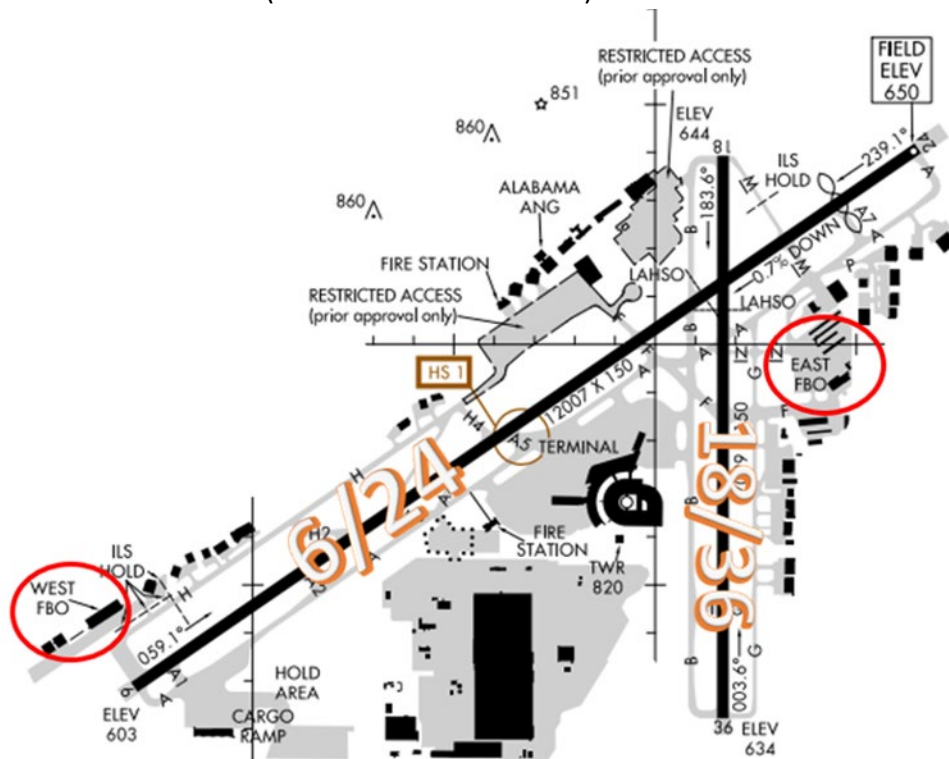 RESTRICTED ACCESS
(prior approval only)
FIELD
ELEV
650
851
860
ELEV
644
18
ILS
HOLD
239.1°
24
A
183.6°
M
860
ALABAMA
ANG
B
B
A7
A
0.7% DOWN
M
P
FIRE STATION
LAHSO
RESTRICTED ACCESS
(prior approval only)
LAHSO
F
B
A
A
F
A
G
EAST
FBO
HS 1
12007 X 150
F
F
150
H4
A5
TERMINAL
H
A
6/24
18/36
B
H2
A
FIRE
STATION
TWR
820
ILS
HOLD
WEST
FBO
H
059.1°
A1
A
6
HOLD
AREA
B
G
003.6°
ELEV
603
CARGO
RAMP
36
ELEV
634